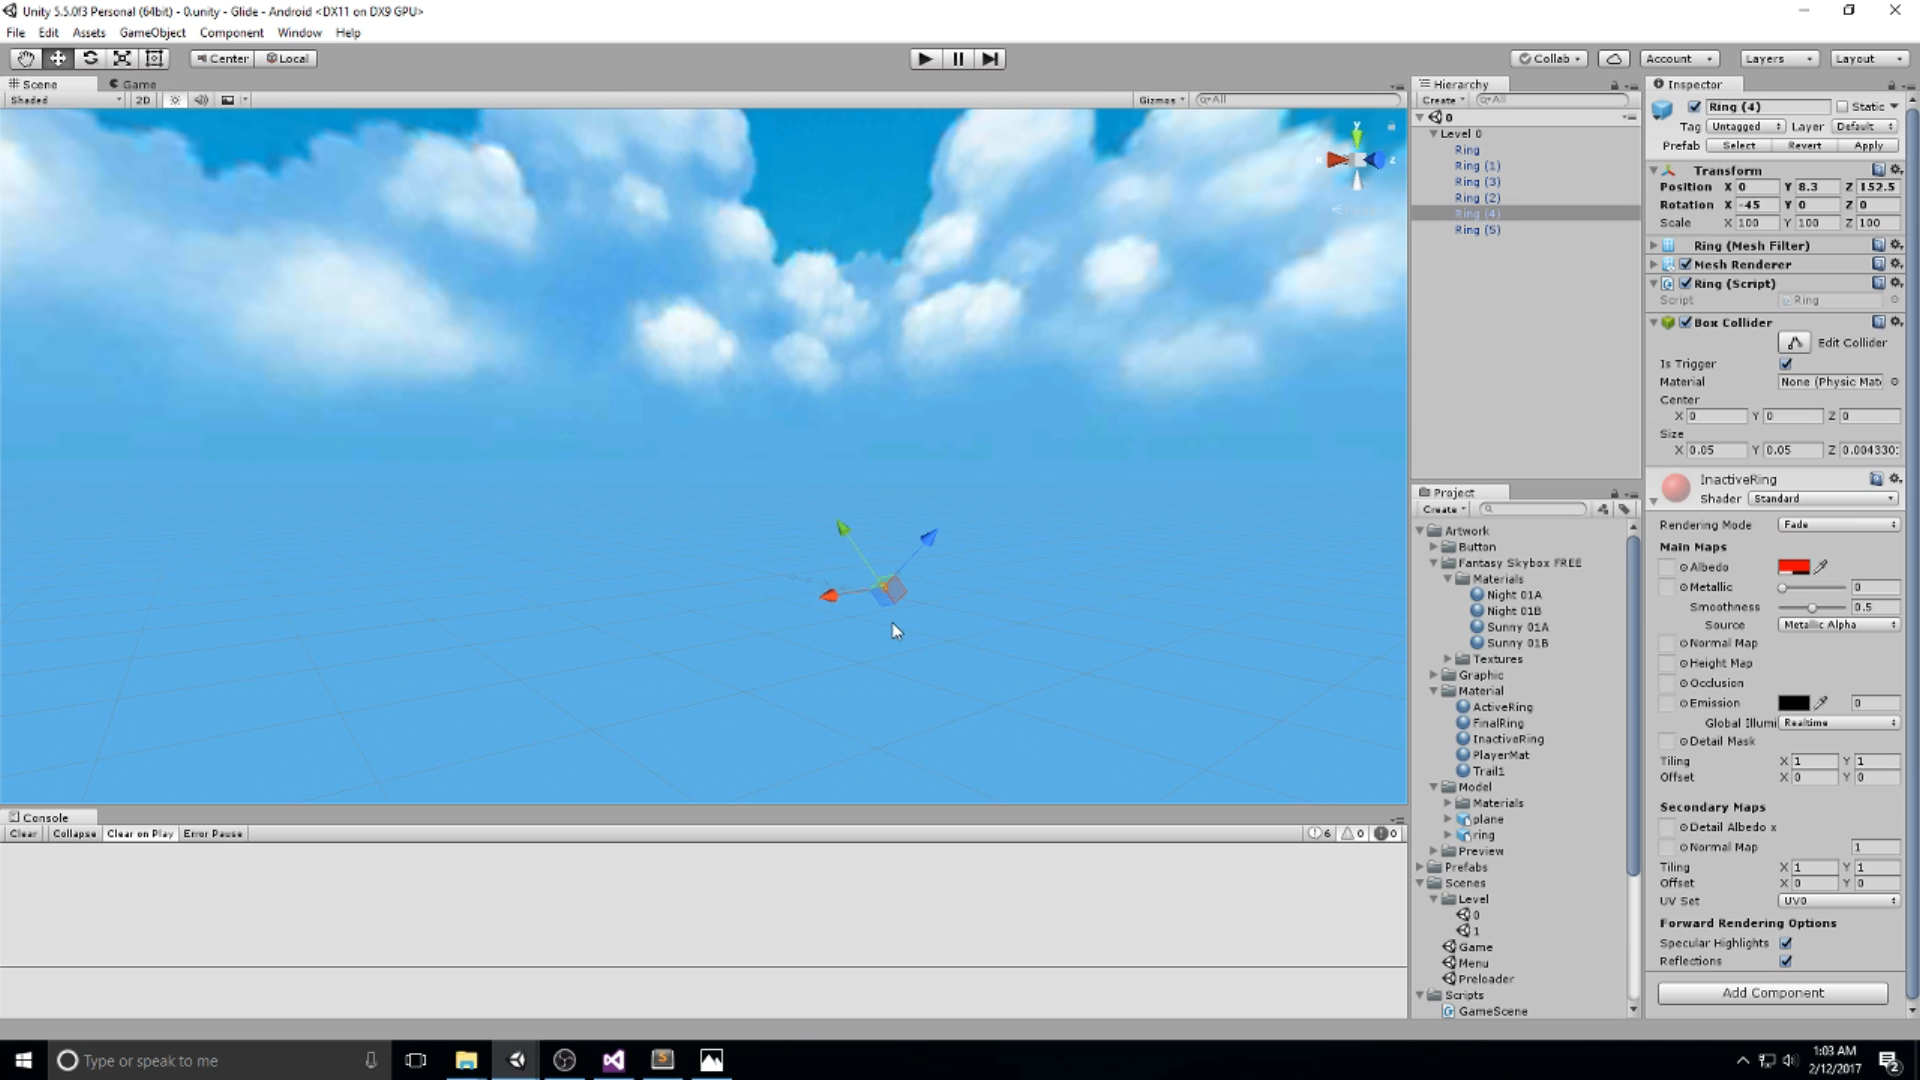 Unity 5.5.0f3 Personal (64bit) - 0.unity - Glide - Android <DX11 on DX9 GPU>
File Edit Assets GameObject Component Window Help
Center Local
Collab Account Layers Layout
Scene Game
Shaded 2D Gizmos All
y
z
Hierarchy
Create All
0
Level 0
Ring
Ring (1)
Ring (3)
Ring (2)
Ring (4)
Ring (5)
Project
Create
Artwork
Button
Fantasy Skybox FREE
Materials
Night 01A
Night 01B
Sunny 01A
Sunny 01B
Textures
Graphic
Material
ActiveRing
FinalRing
InactiveRing
PlayerMat
Trail1
Model
Materials
plane
ring
Preview
Prefabs
Scenes
Level
0
1
Game
Menu
Preloader
Scripts
GameScene
Inspector
Ring (4) Static
Tag Untagged Layer Default
Prefab Select Revert Apply
Transform
Position X 0 Y 8.3 Z 152.5
Rotation X -45 Y 0 Z 0
Scale X 100 Y 100 Z 100
Ring (Mesh Filter)
Mesh Renderer
Ring (Script)
Script Ring
Box Collider
Edit Collider
Is Trigger
Material None (Physic Mat
Center
X 0 Y 0 Z 0
Size
X 0.05 Y 0.05 Z 0.004330
InactiveRing
Shader Standard
Rendering Mode Fade
Main Maps
Albedo
Metallic 0
Smoothness 0.5
Source Metallic Alpha
Normal Map
Height Map
Occlusion
Emission 0
Global Illumi Realtime
Detail Mask
Tiling X 1 Y 1
Offset X 0 Y 0
Secondary Maps
Detail Albedo x
Normal Map 1
Tiling X 1 Y 1
Offset X 0 Y 0
UV Set UV0
Forward Rendering Options
Specular Highlights
Reflections
Add Component
Console
Clear Collapse Clear on Play Error Pause 6 0 0
Type or speak to me
1:03 AM
2/12/2017
2